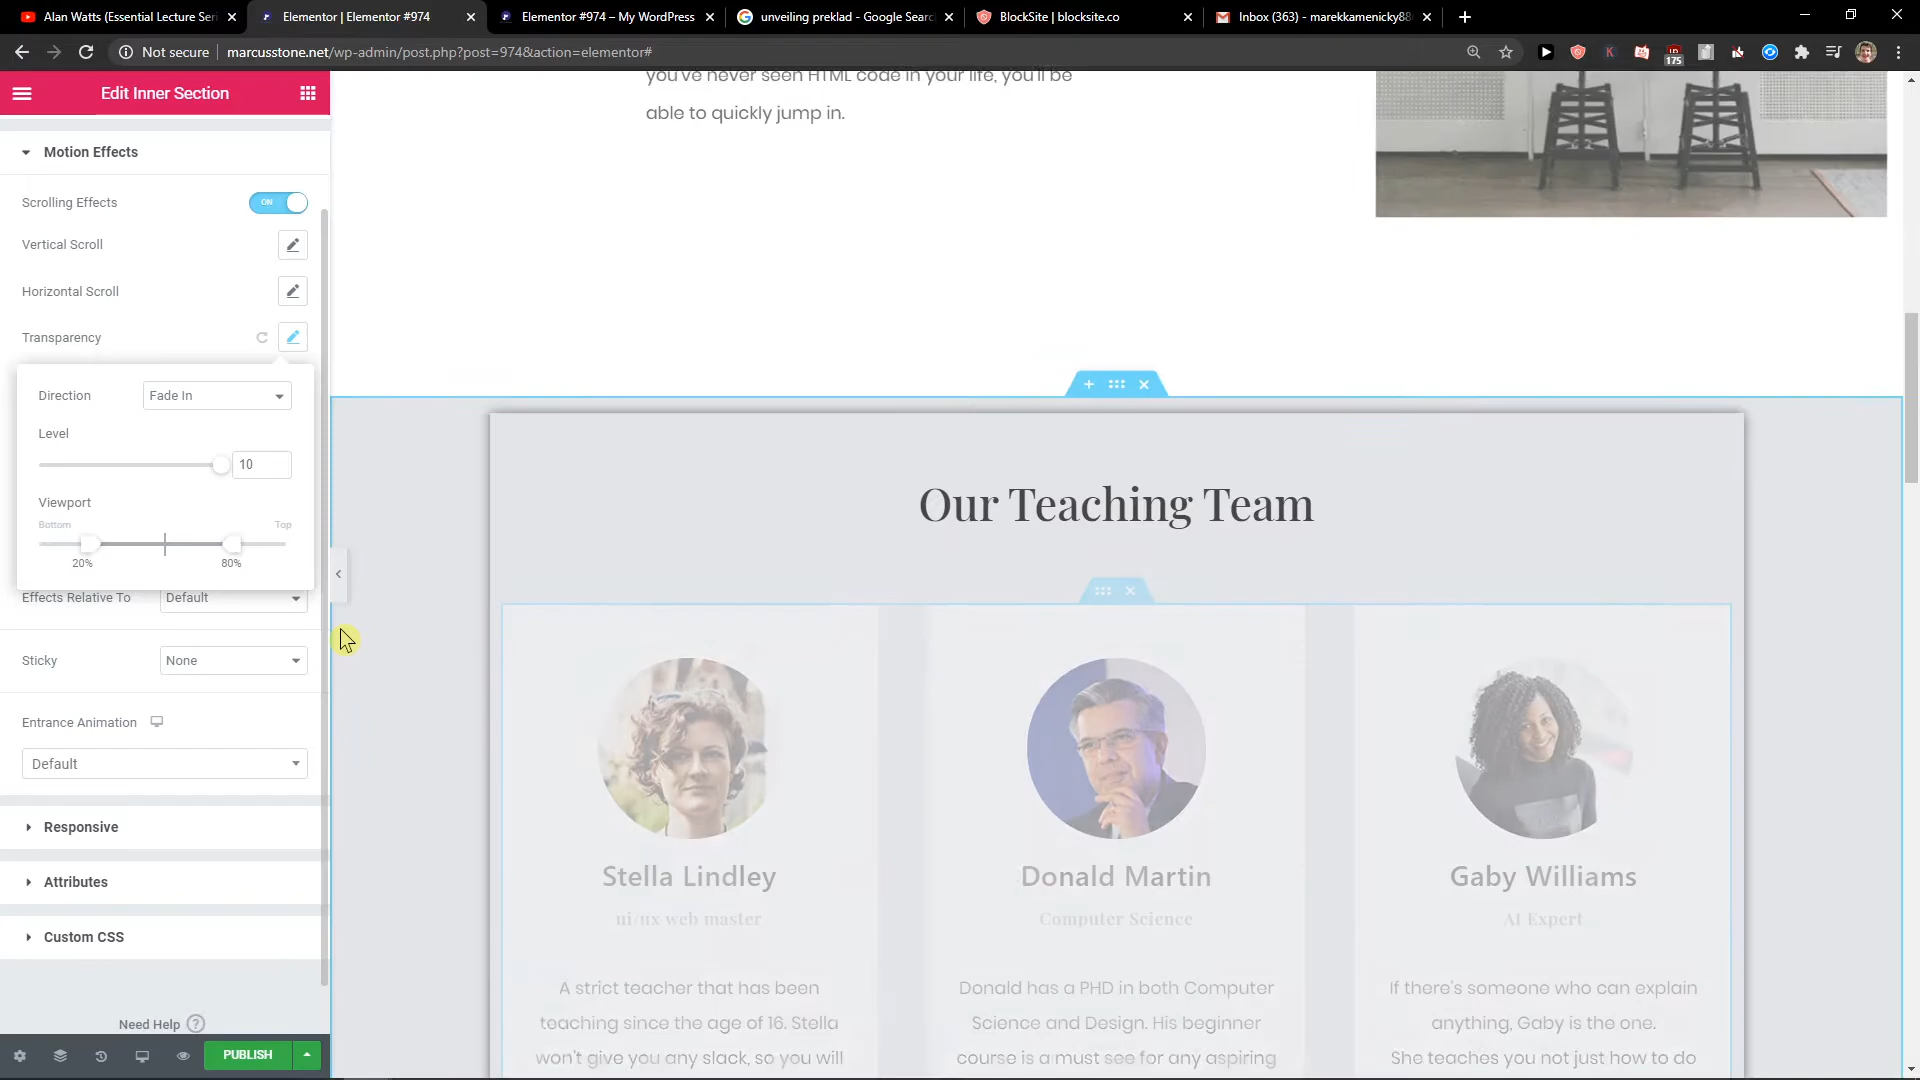 Alan Watts (Essential Lecture Seri
Elementor | Elementor #974
Elementor #974 – My WordPress
unveiling preklad - Google Searc
BlockSite | blocksite.co
Inbox (363) - marekkamenicky88
Not secure
marcusstone.net/wp-admin/post.php?post=974&action=elementor#
175
Edit Inner Section
Motion Effects
Scrolling Effects
ON
Vertical Scroll
Horizontal Scroll
Transparency
Direction
Fade In
Level
10
Viewport
Bottom
Top
20%
80%
Effects Relative To
Default
Sticky
None
Entrance Animation
Default
Responsive
Attributes
Custom CSS
Need Help
PUBLISH
you've never seen HTML code in your life, you'll be
able to quickly jump in.
Our Teaching Team
Stella Lindley
ui/ux web master
A strict teacher that has been
teaching since the age of 16. Stella
won't give you any slack, so you will
Donald Martin
Computer Science
Donald has a PHD in both Computer
Science and Design. His beginner
course is a must see for any aspiring
Gaby Williams
AI Expert
If there's someone who can explain
anything, Gaby is the one.
She teaches you not just how to do